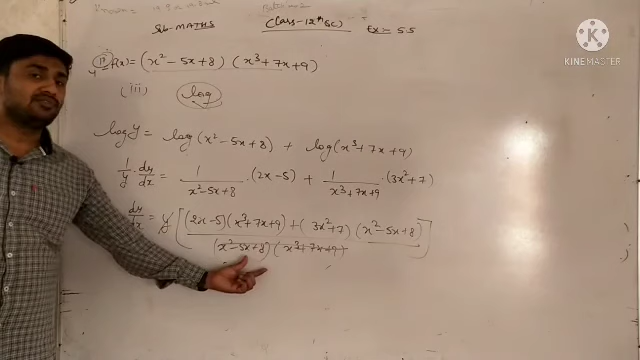 SUB-MATHS Class-12th (SC) Ex- 5.5
KINEMASTER
y = f(x) = (x² - 5x + 8) (x³ + 7x + 9)
(iii) log
log y = log (x² - 5x + 8) + log (x³ + 7x + 9)
1/y · dy/dx = 1/(x² - 5x + 8) · (2x - 5) + 1/(x³ + 7x + 9) · (3x² + 7)
dy/dx = y [ (2x - 5)(x³ + 7x + 9) + (3x² + 7) (x² - 5x + 8) ]
(x² - 5x + 8) (x³ + 7x + 9)